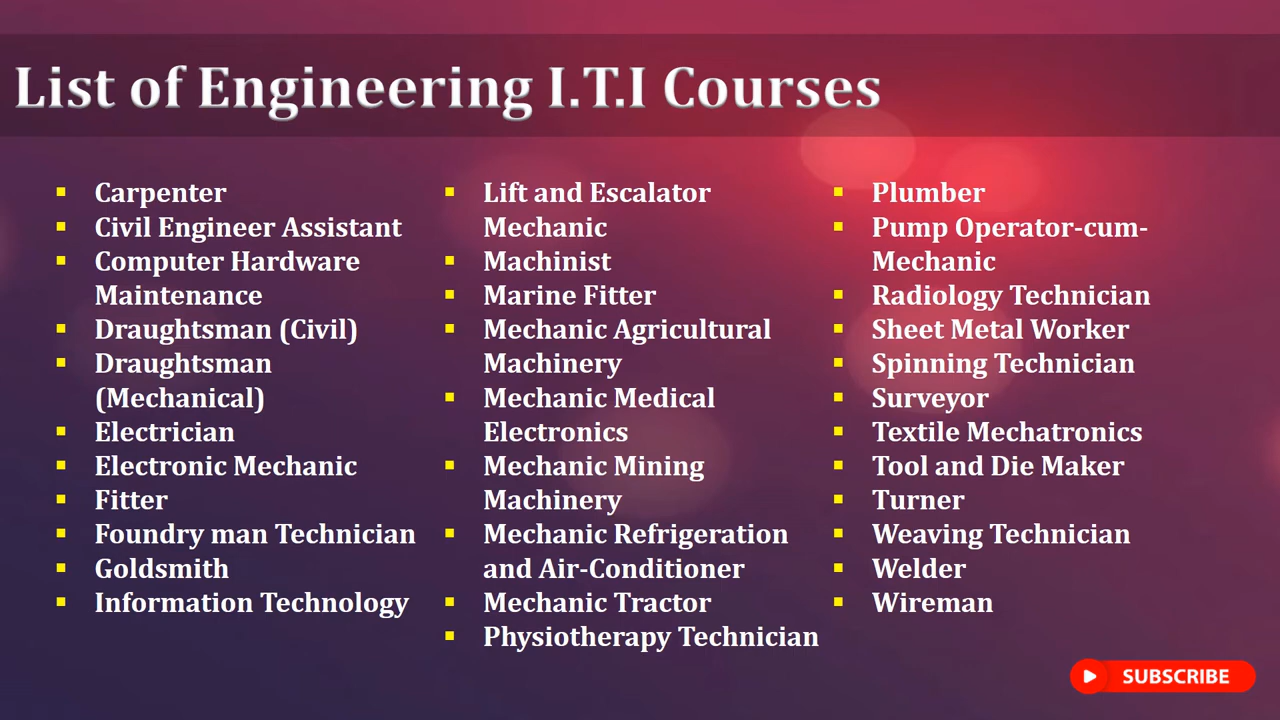 List of Engineering I.T.I Courses
Carpenter
Civil Engineer Assistant
Computer Hardware
Maintenance
Draughtsman (Civil)
Draughtsman
(Mechanical)
Electrician
Electronic Mechanic
Fitter
Foundry man Technician
Goldsmith
Information Technology
Lift and Escalator
Mechanic
Machinist
Marine Fitter
Mechanic Agricultural
Machinery
Mechanic Medical
Electronics
Mechanic Mining
Machinery
Mechanic Refrigeration
and Air-Conditioner
Mechanic Tractor
Physiotherapy Technician
Plumber
Pump Operator-cum-
Mechanic
Radiology Technician
Sheet Metal Worker
Spinning Technician
Surveyor
Textile Mechatronics
Tool and Die Maker
Turner
Weaving Technician
Welder
Wireman
SUBSCRIBE